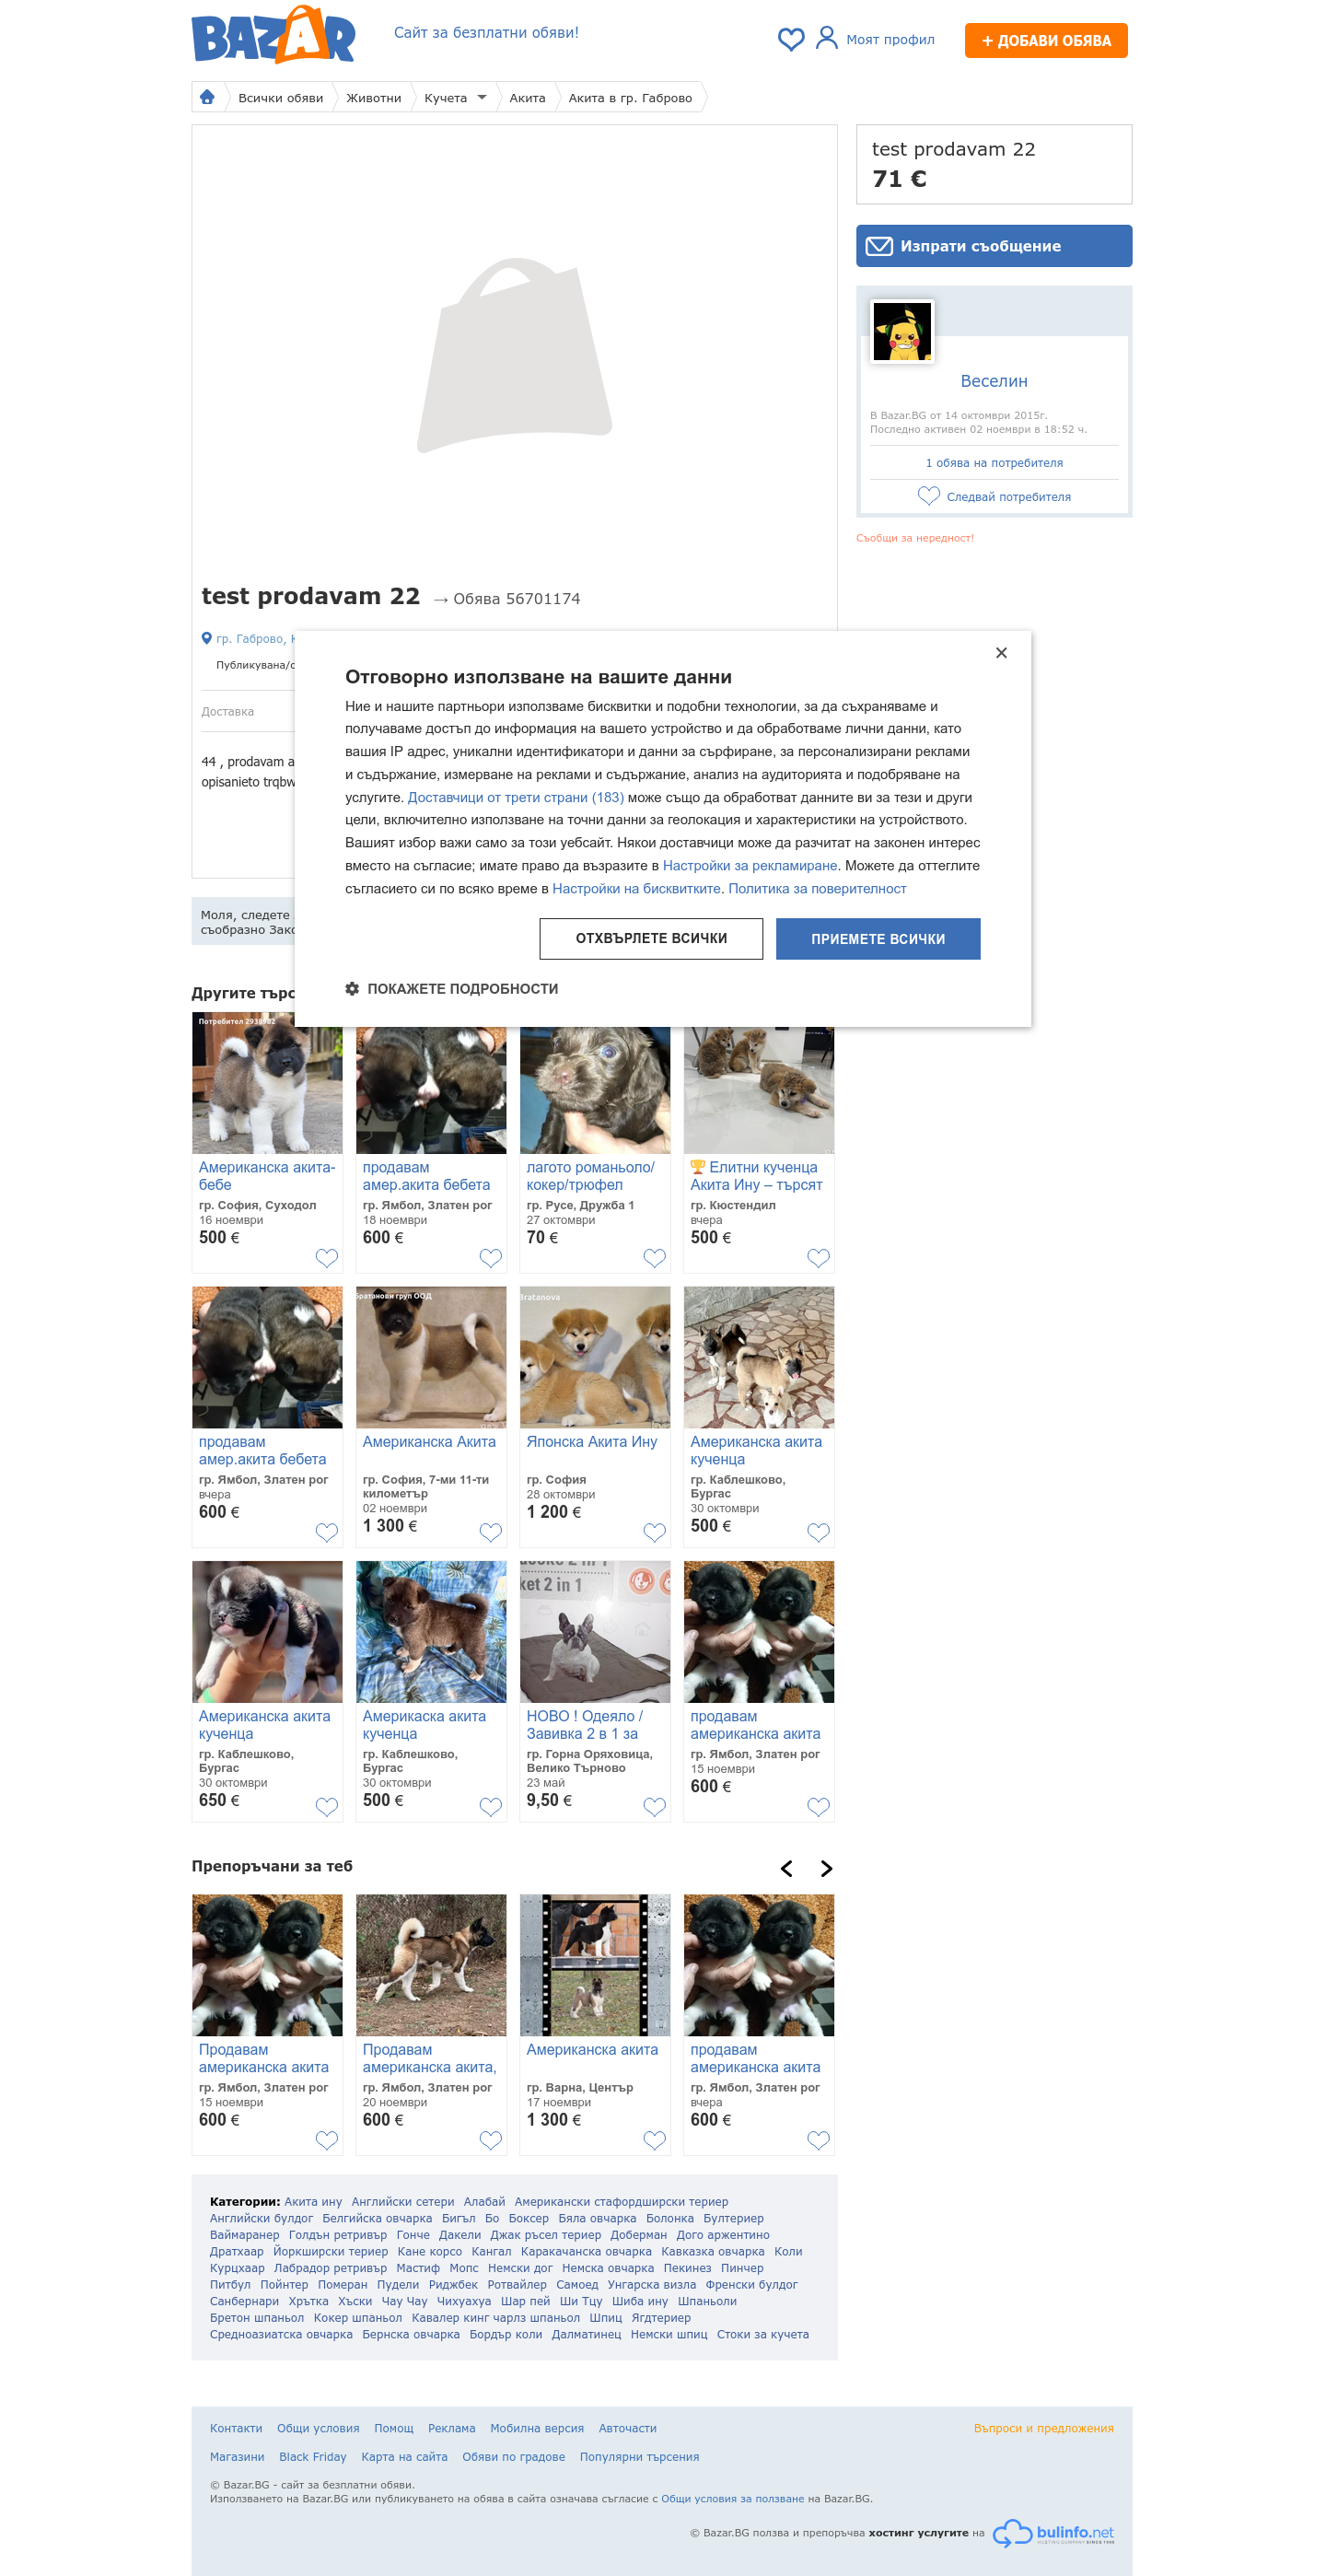 BAZAR
Сайт за безплатни обяви!
Моят профил
+ ДОБАВИ ОБЯВА
Всички обяви
Животни
Кучета
Акита
Акита в гр. Габрово
test prodavam 22
71 €
Изпрати съобщение
Веселин
В Bazar.BG от 14 октомври 2015г.
Последно активен 02 ноември в 18:52 ч.
1 обява на потребителя
Следвай потребителя
Съобщи за нередност!
test prodavam 22 → Обява 56701174
гр. Габрово,
Публикувана/
Доставка
44 , prodavam
opisanieto
Моля, следете
съобразно
×
Отговорно използване на вашите данни
Ние и нашите партньори използваме бисквитки и подобни технологии, за да съхраняваме и
получаваме достъп до информация на вашето устройство и да обработваме лични данни, като
вашия IP адрес, уникални идентификатори и данни за сърфиране, за персонализирани реклами
и съдържание, измерване на реклами и съдържание, анализ на аудиторията и подобряване на
услугите. Доставчици от трети страни (183) може също да обработват данните ви за тези и други
цели, включително използване на точни данни за геолокация и характеристики на устройството.
Вашият избор важи само за този уебсайт. Някои доставчици може да разчитат на законен интерес
вместо на съгласие; имате право да възразите в Настройки за рекламиране. Можете да оттеглите
съгласието си по всяко време в Настройки на бисквитките. Политика за поверителност
ОТХВЪРЛЕТЕ ВСИЧКИ
ПРИЕМЕТЕ ВСИЧКИ
ПОКАЖЕТЕ ПОДРОБНОСТИ
Другите
Потребител 2938982
Американска акита-
бебе
гр. София, Суходол
16 ноември
500 €
продавам
амер.акита бебета
гр. Ямбол, Златен рог
18 ноември
600 €
лагото романьоло/
кокер/трюфел
гр. Русе, Дружба 1
27 октомври
70 €
🏆 Елитни кученца
Акита Ину – търсят
гр. Кюстендил
вчера
500 €
продавам
амер.акита бебета
гр. Ямбол, Златен рог
вчера
600 €
Братанови груп ООД
Американска Акита
гр. София, 7-ми 11-ти
километър
02 ноември
1 300 €
Bratanova
Японска Акита Ину
гр. София
28 октомври
1 200 €
Американска акита
кученца
гр. Каблешково,
Бургас
30 октомври
500 €
Американска акита
кученца
гр. Каблешково,
Бургас
30 октомври
650 €
Америкаска акита
кученца
гр. Каблешково,
Бургас
30 октомври
500 €
ket 2 in 1
НОВО ! Одеяло /
Завивка 2 в 1 за
гр. Горна Оряховица,
Велико Търново
23 май
9,50 €
продавам
американска акита
гр. Ямбол, Златен рог
15 ноември
600 €
Препоръчани за теб
Продавам
американска акита
гр. Ямбол, Златен рог
15 ноември
600 €
Продавам
американска акита,
гр. Ямбол, Златен рог
20 ноември
600 €
Американска акита
гр. Варна, Център
17 ноември
1 300 €
продавам
американска акита
гр. Ямбол, Златен рог
вчера
600 €
Категории: Акита ину Английски сетери Алабай Американски стафордширски териер
Английски булдог Белгийска овчарка Бигъл Бо Боксер Бяла овчарка Болонка Бултериер
Ваймаранер Голдън ретривър Гонче Дакели Джак ръсел териер Доберман Дого аржентино
Дратхаар Йоркширски териер Кане корсо Кангал Каракачанска овчарка Кавказка овчарка Коли
Курцхаар Лабрадор ретривър Мастиф Мопс Немски дог Немска овчарка Пекинез Пинчер
Питбул Пойнтер Померан Пудели Риджбек Ротвайлер Самоед Унгарска визла Френски булдог
Санбернари Хрътка Хъски Чау Чау Чихуахуа Шар пей Ши Тцу Шиба ину Шпаньоли
Бретон шпаньол Кокер шпаньол Кавалер кинг чарлз шпаньол Шпиц Ягдтериер
Средноазиатска овчарка Бернска овчарка Бордър коли Далматинец Немски шпиц Стоки за кучета
Контакти Общи условия Помощ Реклама Мобилна версия Авточасти
Въпроси и предложения
Магазини Black Friday Карта на сайта Обяви по градове Популярни търсения
© Bazar.BG - сайт за безплатни обяви.
Използването на Bazar.BG или публикуването на обява в сайта означава съгласие с Общи условия за ползване на Bazar.BG.
© Bazar.BG ползва и препоръчва хостинг услугите на
bulinfo.net
HOSTING COMPANY SINCE 1998